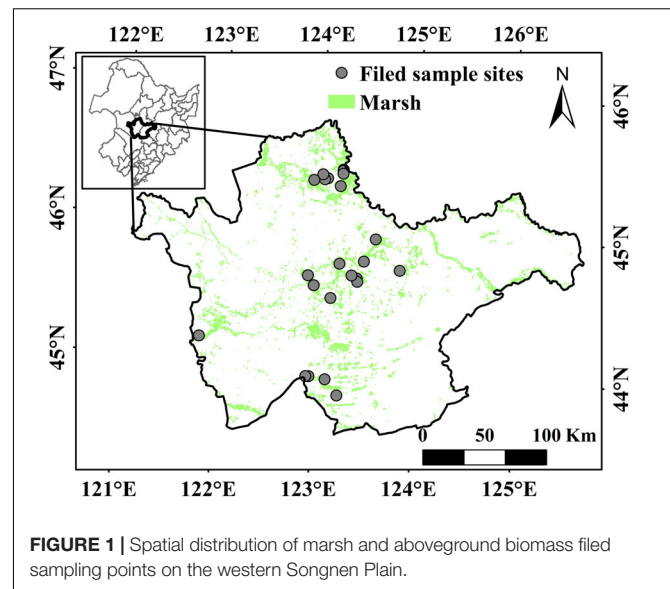 122°E 123°E 124°E 125°E
47°N
N
Filed sample sites
Marsh
46°N
46°N
45°N
45°N
44°N
0 50 100 Km
121°E 122°E 123°E 124°E 125°E
FIGURE 1 | Spatial distribution of marsh and aboveground biomass filed
sampling points on the western Songnen Plain.